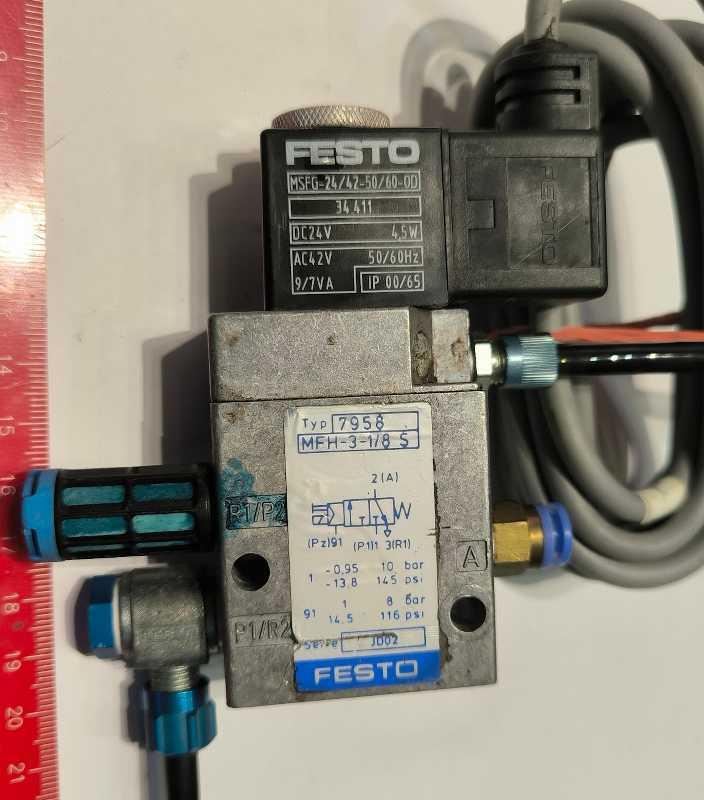 9
10
14
15
16
17
18
19
20
21
FESTO
MSFG-24/42-50/60-OD
34 411
DC24V 4,5W
AC42V 50/60Hz
9/7VA IP 00/65
FESTO
Typ 7958
MFH-3-1/8 S
2(A)
(Pz)91 (P1)1 3(R1)
1 -0.95 10 bar
-13.8 145 psi
91 1 8 bar
14.5 116 psi
Serie JD02
FESTO
R1/P2
P1/R2
A